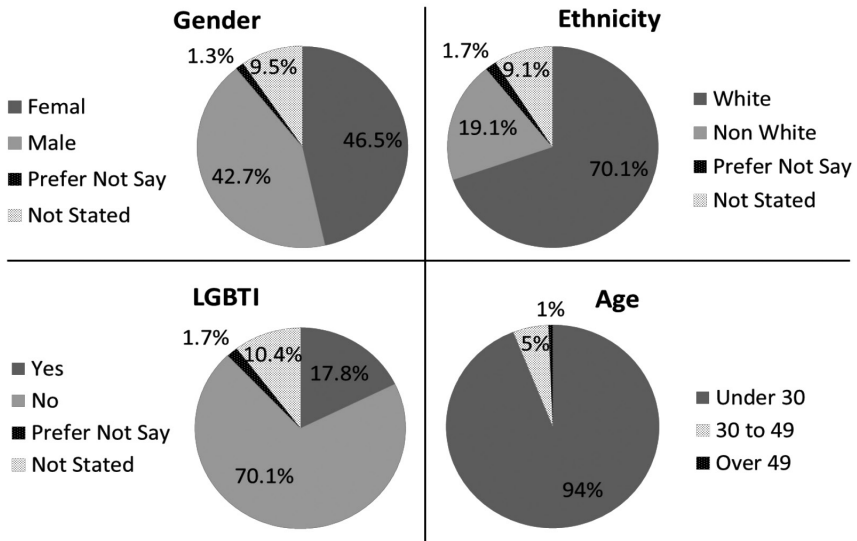 Gender
1.3%
9.5%
46.5%
42.7%
Femal
Male
Prefer Not Say
Not Stated
Ethnicity
1.7%
9.1%
19.1%
70.1%
White
Non White
Prefer Not Say
Not Stated
LGBTI
1.7%
10.4%
17.8%
70.1%
Yes
No
Prefer Not Say
Not Stated
Age
1%
5%
94%
Under 30
30 to 49
Over 49